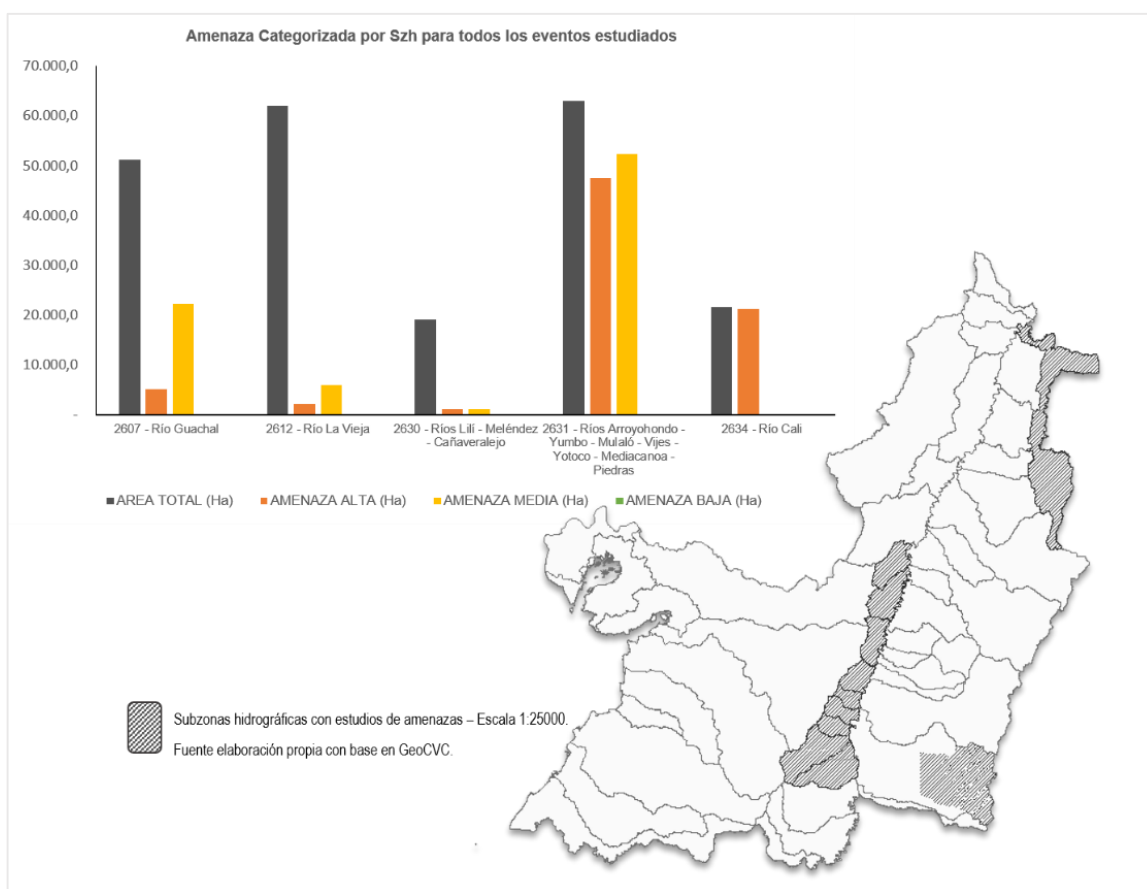 Amenaza Categorizada por Szh para todos los eventos estudiados
70.000,0
60.000,0
50.000,0
40.000,0
30.000,0
20.000,0
10.000,0
-
2607 - Río Guachal
2612 - Río La Vieja
2630 - Ríos Lilí - Meléndez
- Cañaveralejo
2631 - Ríos Arroyohondo -
Yumbo - Mulaló - Vijes -
Yotoco - Mediacanoa -
Piedras
2634 - Río Cali
AREA TOTAL (Ha)
AMENAZA ALTA (Ha)
AMENAZA MEDIA (Ha)
AMENAZA BAJA (Ha)
Subzonas hidrográficas con estudios de amenazas – Escala 1:25000.
Fuente elaboración propia con base en GeoCVC.